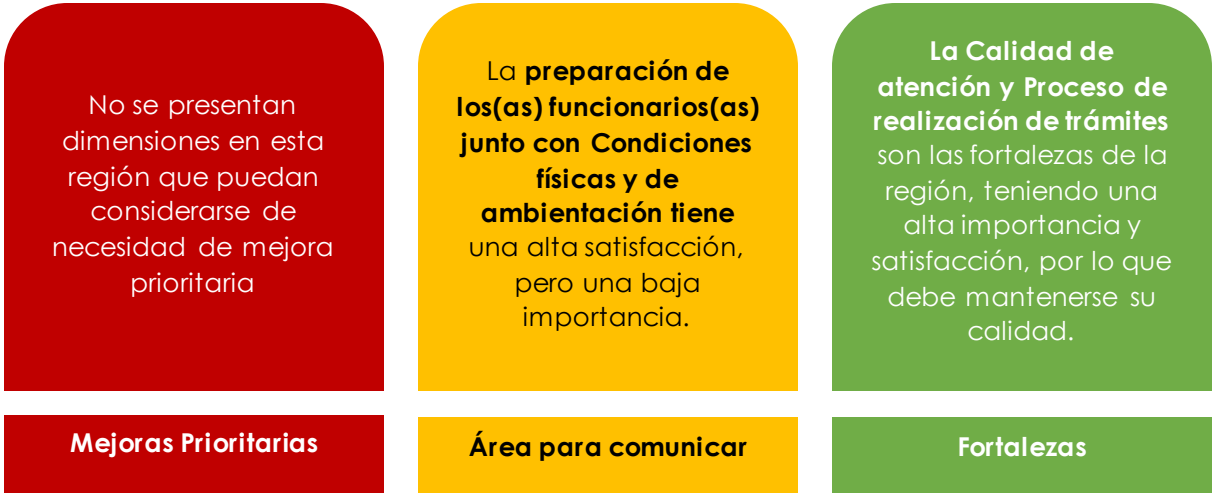 No se presentan
dimensiones en esta
región que puedan
considerarse de
necesidad de mejora
prioritaria
Mejoras Prioritarias
La preparación de
los(as) funcionarios(as)
junto con Condiciones
físicas y de
ambientación tiene
una alta satisfacción,
pero una baja
importancia.
Área para comunicar
La Calidad de
atención y Proceso de
realización de trámites
son las fortalezas de la
región, teniendo una
alta importancia y
satisfacción, por lo que
debe mantenerse su
calidad.
Fortalezas